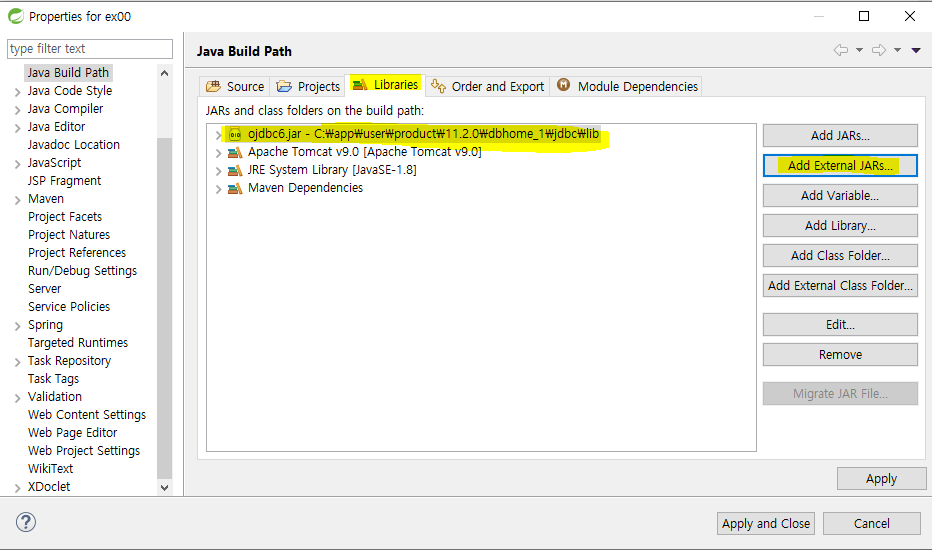 Properties for ex00
type filter text
Java Build Path
Java Code Style
Java Compiler
Java Editor
Javadoc Location
JavaScript
JSP Fragment
Maven
Project Facets
Project Natures
Project References
Run/Debug Settings
Server
Service Policies
Spring
Targeted Runtimes
Task Repository
Task Tags
Validation
Web Content Settings
Web Page Editor
Web Project Settings
WikiText
XDoclet
Java Build Path
Source Projects Libraries Order and Export Module Dependencies
JARs and class folders on the build path:
ojdbc6.jar - C:₩app₩user₩product₩11.2.0₩dbhome_1₩jdbc₩lib
Apache Tomcat v9.0 [Apache Tomcat v9.0]
JRE System Library [JavaSE-1.8]
Maven Dependencies
Add JARs...
Add External JARs...
Add Variable...
Add Library...
Add Class Folder...
Add External Class Folder...
Edit...
Remove
Migrate JAR File...
Apply
?
Apply and Close Cancel